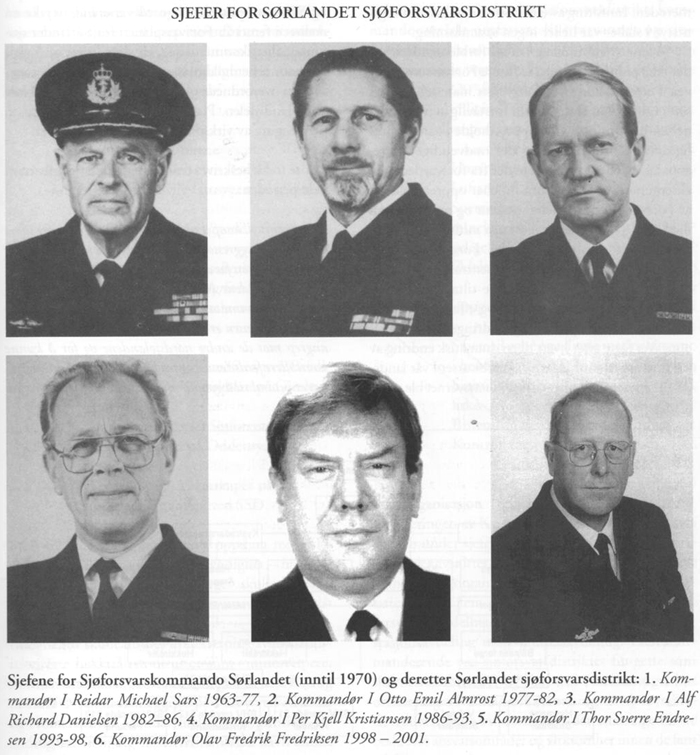 SJEFER FOR SØRLANDET SJØFORSVARSDISTRIKT
Sjefene for Sjøforsvarskommando Sørlandet (inntil 1970) og deretter Sørlandet sjøforsvarsdistrikt: 1. Kom-
mandør I Reidar Michael Sars 1963-77, 2. Kommandør I Otto Emil Almrost 1977-82, 3. Kommandør I Alf
Richard Danielsen 1982–86, 4. Kommandør I Per Kjell Kristiansen 1986-93, 5. Kommandør I Thor Sverre Endre-
sen 1993-98, 6. Kommandør Olav Fredrik Fredriksen 1998 – 2001.